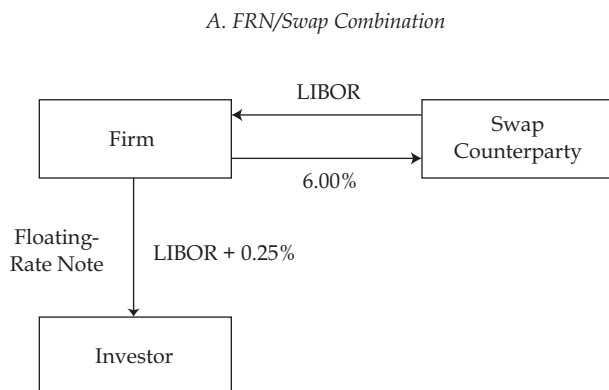 A. FRN/Swap Combination
LIBOR
Firm
Swap
Counterparty
6.00%
Floating-
Rate Note
LIBOR + 0.25%
Investor